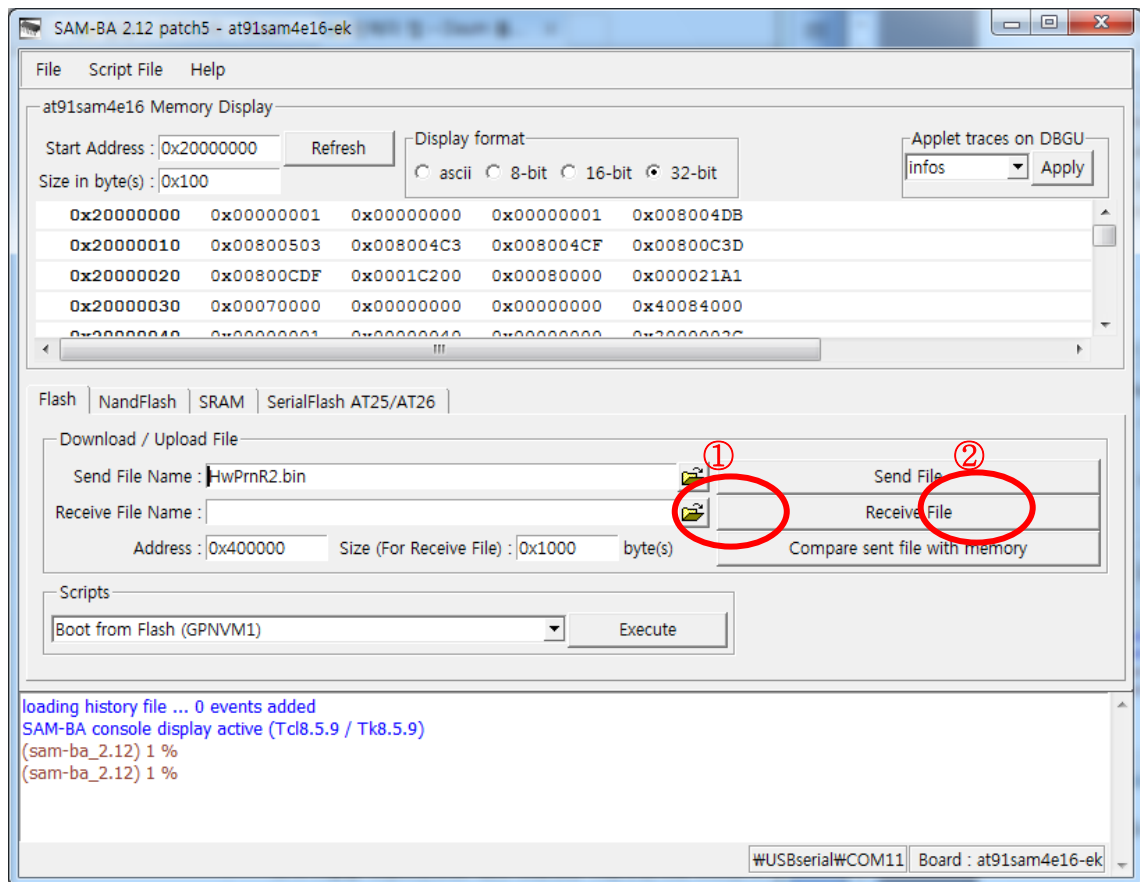 SAM-BA 2.12 patch5 - at91sam4e16-ek
File Script File Help
at91sam4e16 Memory Display
Start Address : 0x20000000 Refresh
Size in byte(s) : 0x100
Display format
ascii 8-bit 16-bit 32-bit
Applet traces on DBGU
infos Apply
0x20000000 0x00000001 0x00000000 0x00000001 0x008004DB
0x20000010 0x00800503 0x008004C3 0x008004CF 0x00800C3D
0x20000020 0x00800CDF 0x0001C200 0x00080000 0x000021A1
0x20000030 0x00070000 0x00000000 0x00000000 0x40084000
0x20000040 0x00000001 0x00000040 0x00000000
Flash NandFlash SRAM SerialFlash AT25/AT26
Download / Upload File
① ②
Send File Name : HwPrnR2.bin Send File
Receive File Name : Receive File
Address : 0x400000 Size (For Receive File) : 0x1000 byte(s) Compare sent file with memory
Scripts
Boot from Flash (GPNVM1) Execute
loading history file ... 0 events added
SAM-BA console display active (Tcl8.5.9 / Tk8.5.9)
(sam-ba_2.12) 1 %
(sam-ba_2.12) 1 %
₩USBserial₩COM11 Board : at91sam4e16-ek